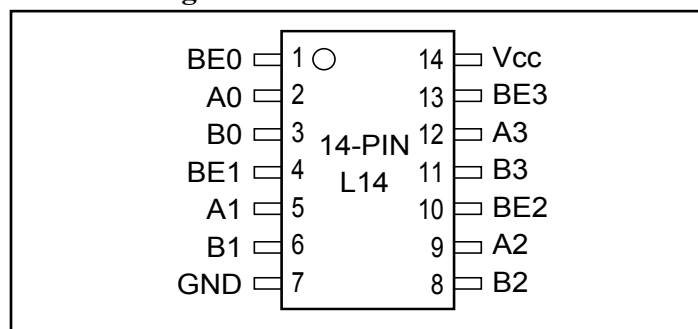 BE0 1 14 Vcc
A0 2 13 BE3
B0 3 12 A3
14-PIN
BE1 4 11 B3
L14
A1 5 10 BE2
B1 6 9 A2
GND 7 8 B2